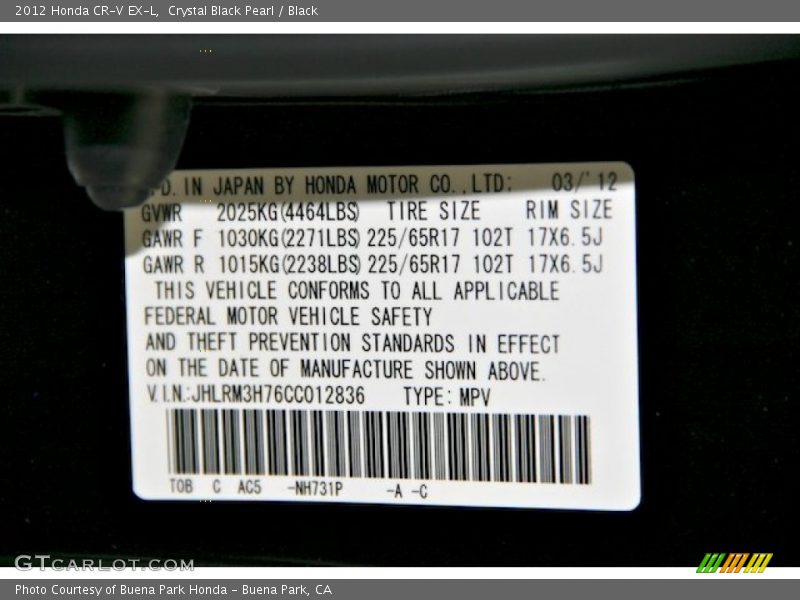 2012 Honda CR-V EX-L, Crystal Black Pearl / Black
IN JAPAN BY HONDA MOTOR CO.,LTD: 03/'12
GVWR 2025KG(4464LBS) TIRE SIZE RIM SIZE
GAWR F 1030KG(2271LBS) 225/65R17 102T 17X6.5J
GAWR R 1015KG(2238LBS) 225/65R17 102T 17X6.5J
THIS VEHICLE CONFORMS TO ALL APPLICABLE
FEDERAL MOTOR VEHICLE SAFETY
AND THEFT PREVENTION STANDARDS IN EFFECT
ON THE DATE OF MANUFACTURE SHOWN ABOVE.
V.I.N.:JHLRM3H76CC012836 TYPE: MPV
TOB C AC5 -NH731P -A -C
GTCARLOT.COM
Photo Courtesy of Buena Park Honda - Buena Park, CA